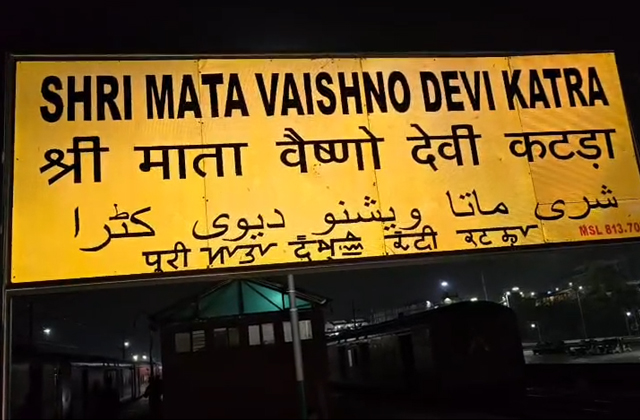 SHRI MATA VAISHNO DEVI KATRA
श्री माता वैष्णो देवी कटड़ा
شری ماتا ویشنو دیوی کٹرا
MSL 813.70